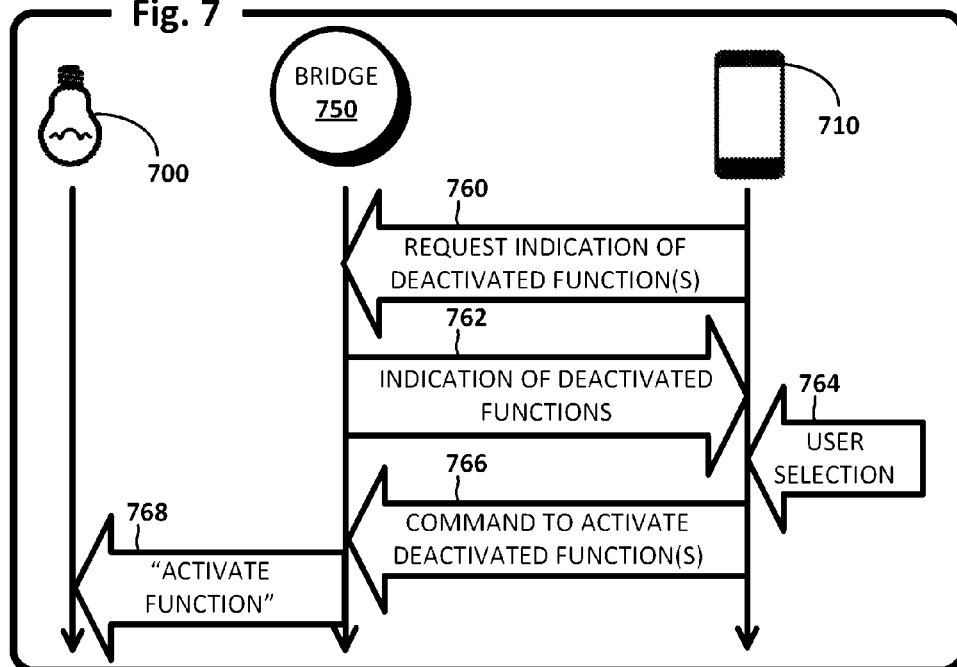 Fig. 7
BRIDGE
750
700
710
760
REQUEST INDICATION OF
DEACTIVATED FUNCTION(S)
762
INDICATION OF DEACTIVATED
FUNCTIONS
764
USER
SELECTION
766
COMMAND TO ACTIVATE
DEACTIVATED FUNCTION(S)
768
“ACTIVATE
FUNCTION”